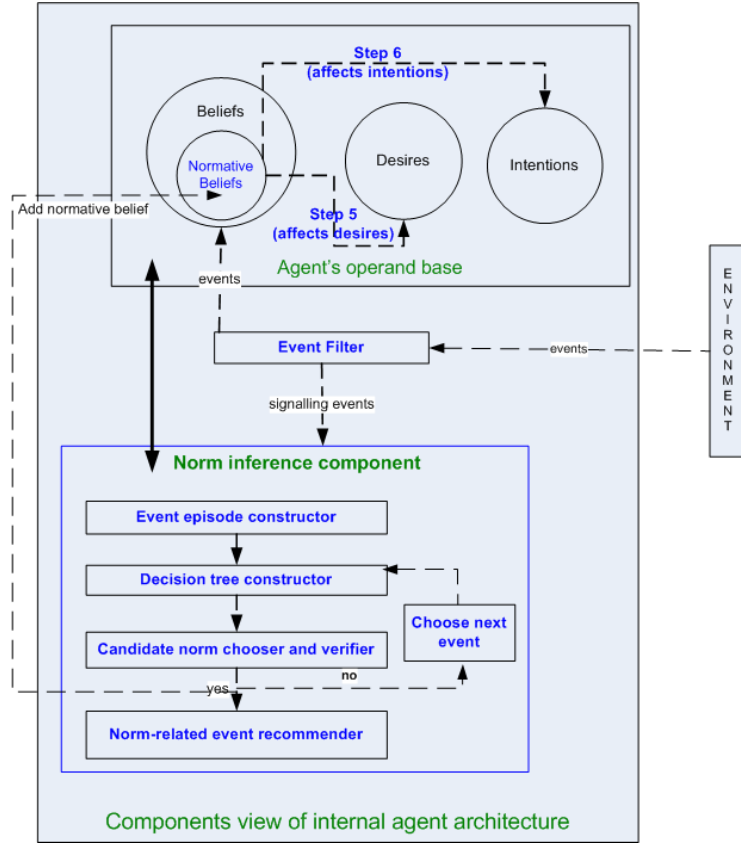 Step 6
(affects intentions)
Beliefs
Normative
Beliefs
Desires
Intentions
Add normative belief
Step 5
(affects desires)
Agent's operand base
events
Event Filter
events
ENVIRONMENT
signalling events
Norm inference component
Event episode constructor
Decision tree constructor
Choose next
event
Candidate norm chooser and verifier
no
yes
Norm-related event recommender
Components view of internal agent architecture